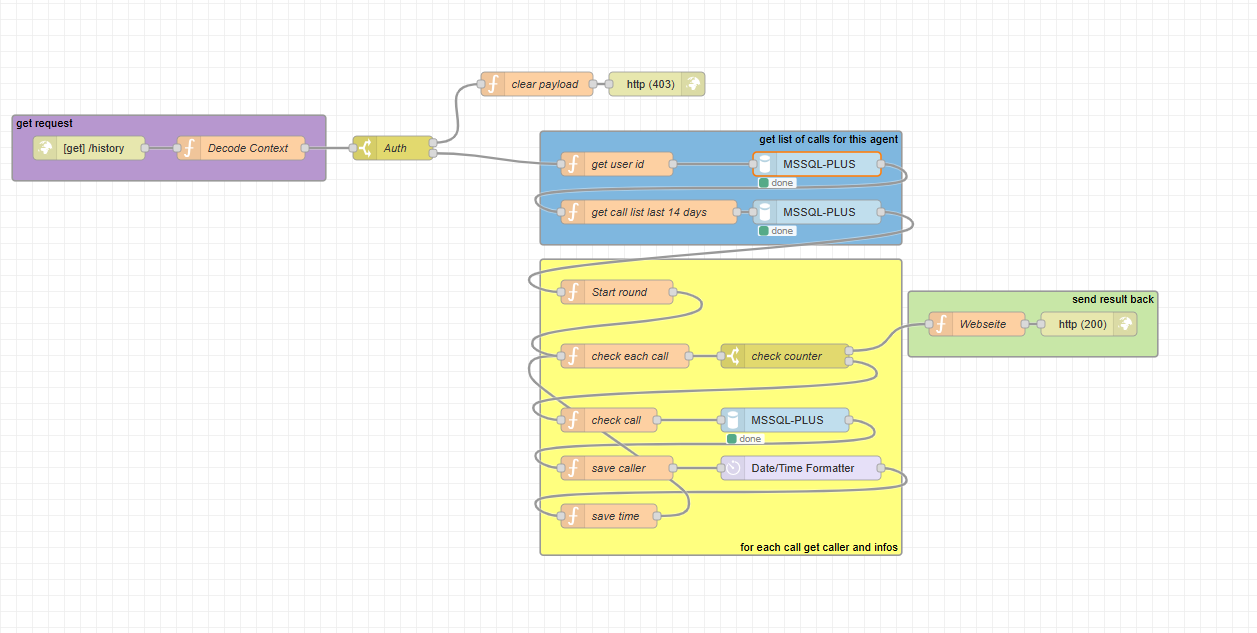 clear payload
http (403)
get request
[get] /history
Decode Context
Auth
get list of calls for this agent
get user id
MSSQL-PLUS
done
get call list last 14 days
MSSQL-PLUS
done
Start round
send result back
Webseite
http (200)
check each call
check counter
check call
MSSQL-PLUS
done
save caller
Date/Time Formatter
save time
for each call get caller and infos